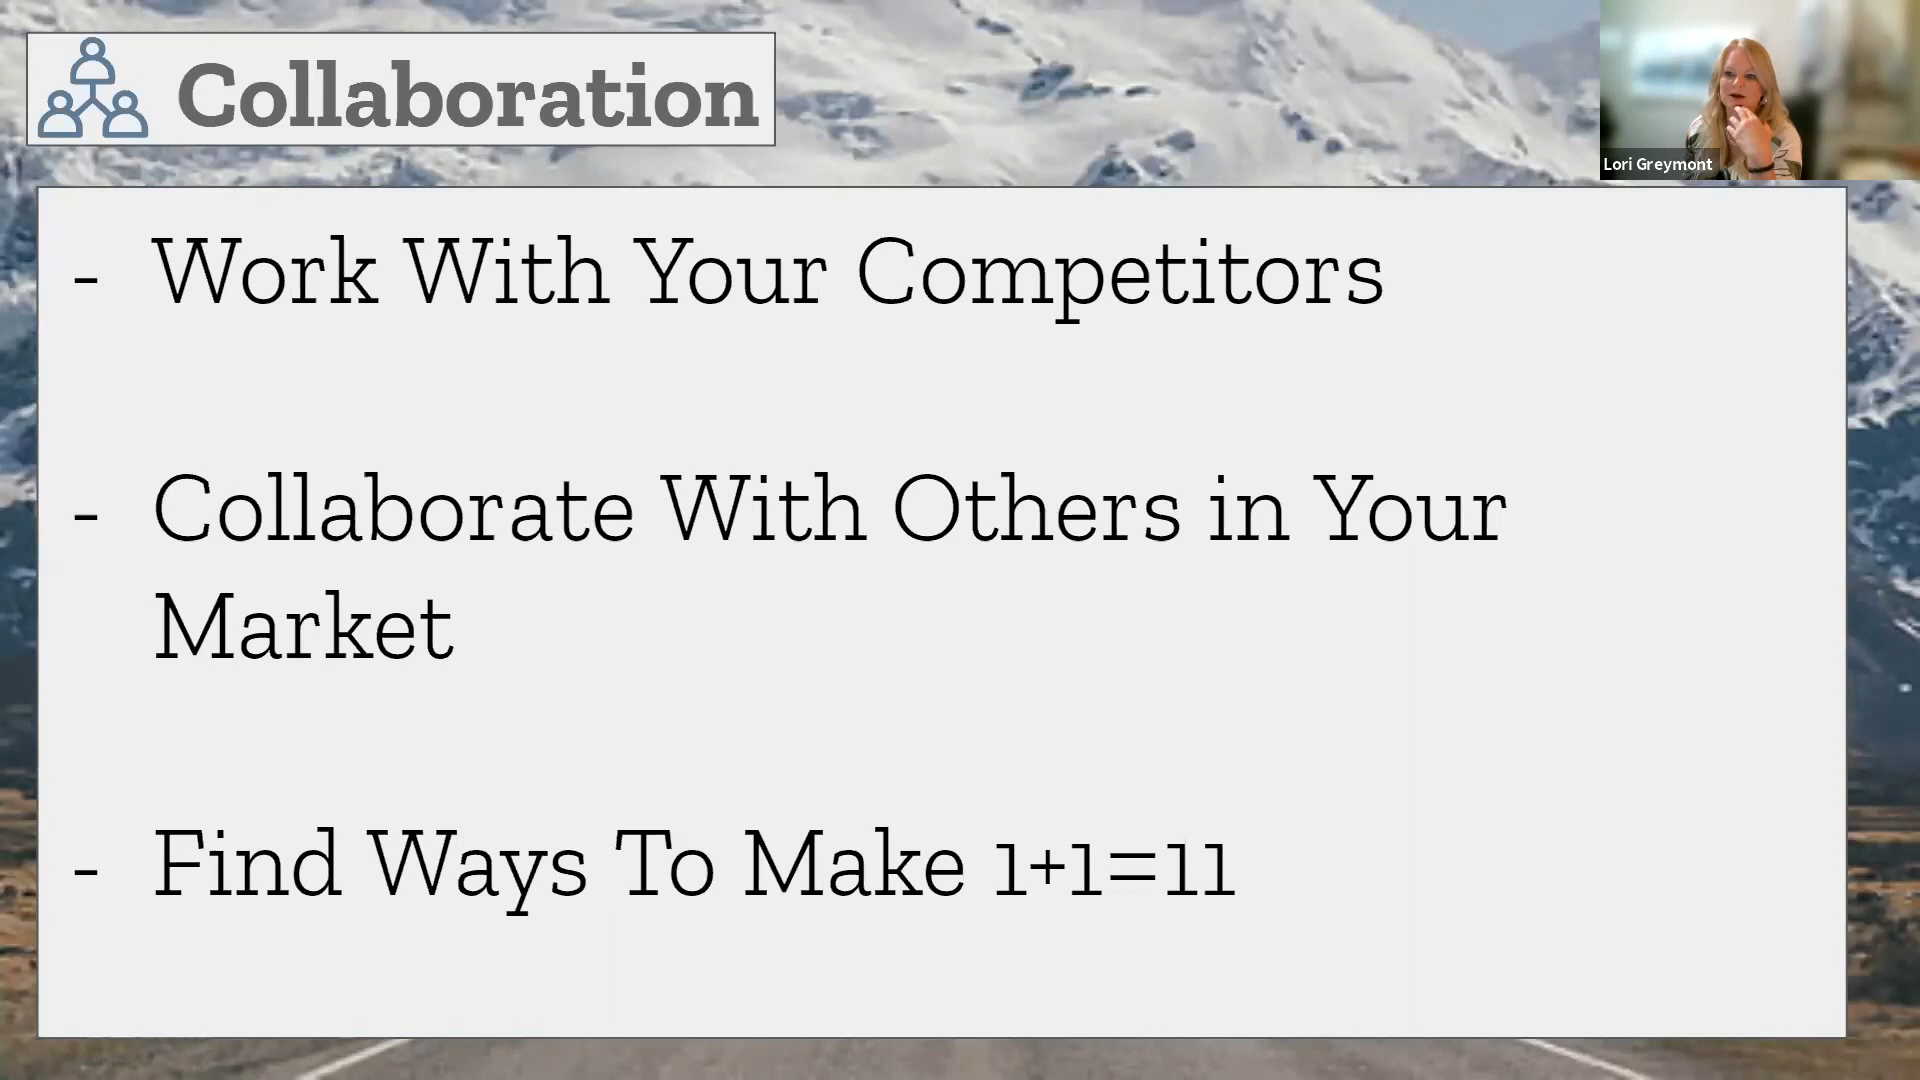 Collaboration
Lori Greymont
- Work With Your Competitors
- Collaborate With Others in Your
Market
- Find Ways To Make 1+1=11